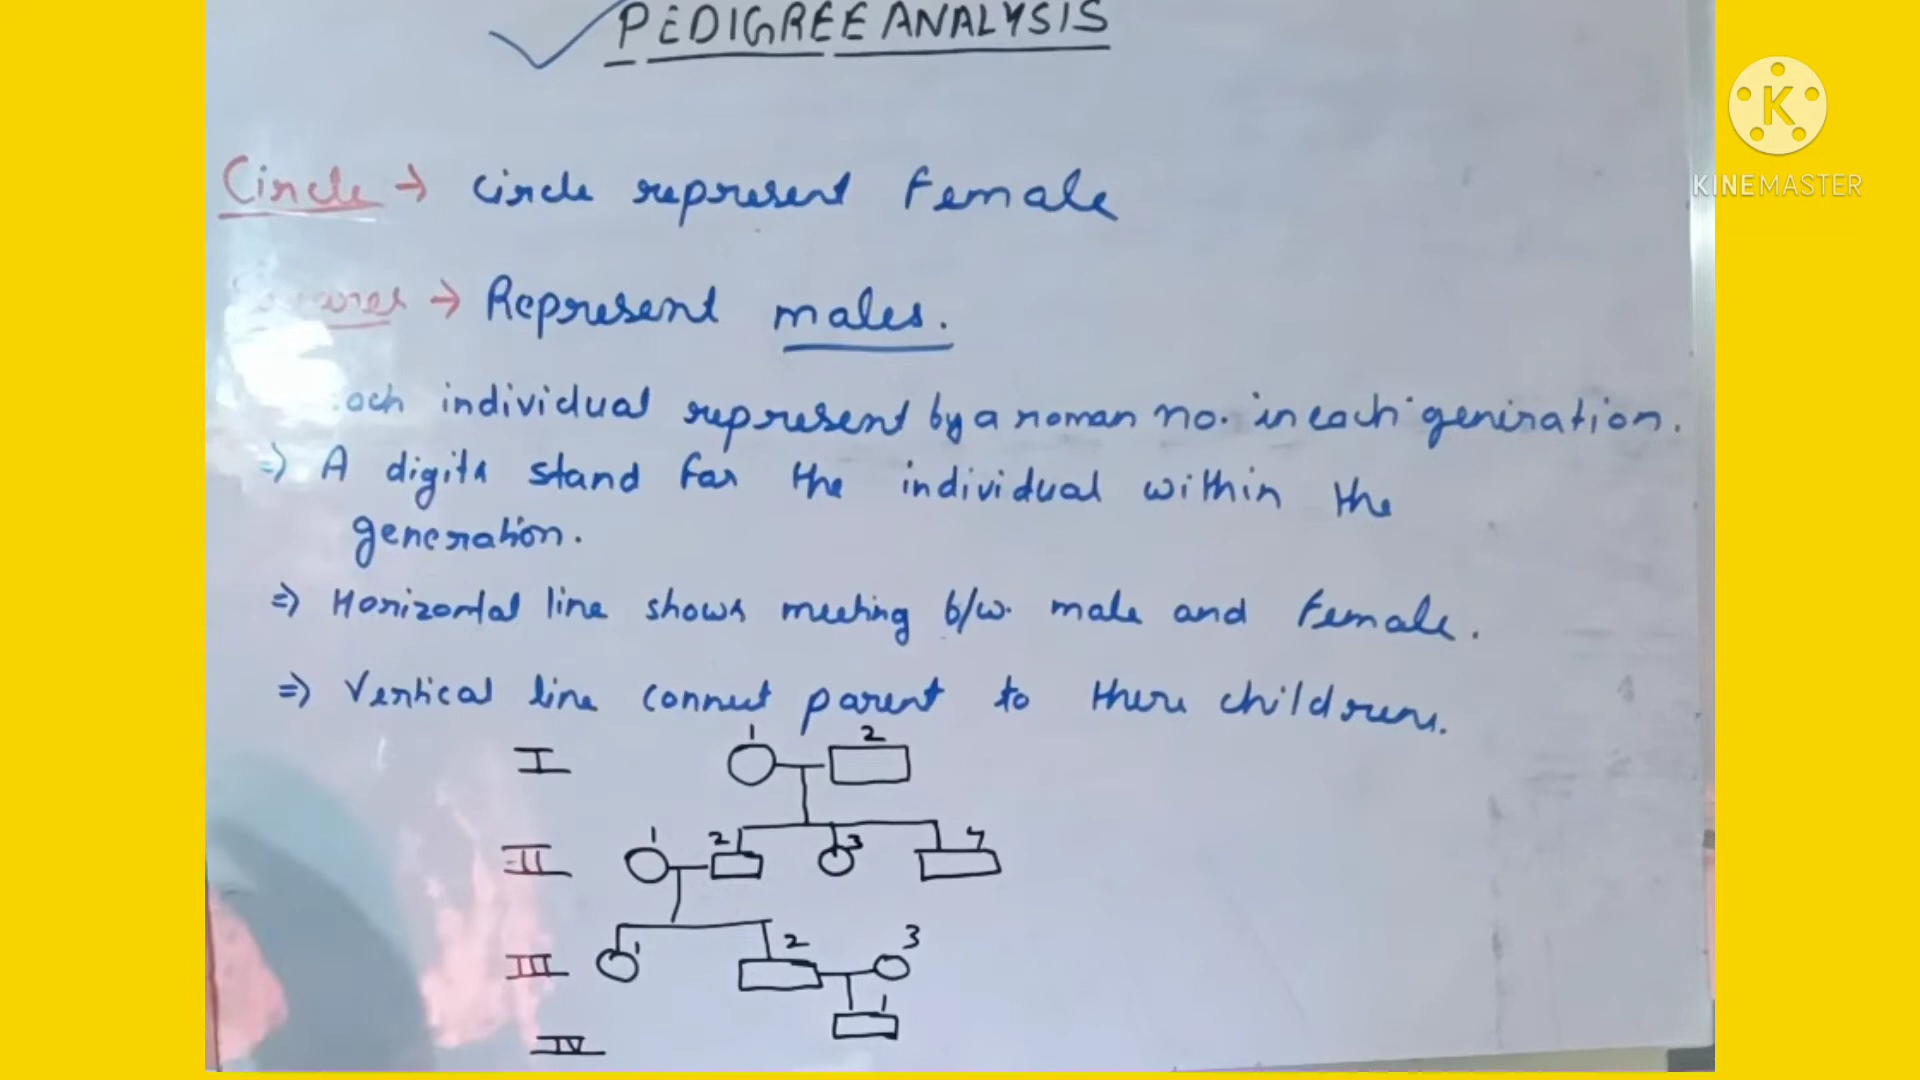 PEDIGREE ANALYSIS
K
KINEMASTER
Circle → circle represent Female
→ Represent males.
individual represent by a roman no. in each generation.
⇒ A digits stand for the individual within the
generation.
⇒ Horizontal line shows meeting b/w. male and Female.
⇒ Vertical line connect parent to there childrens.
I 1 2
II 1 2 3 4
III 1 2 3
1
IV